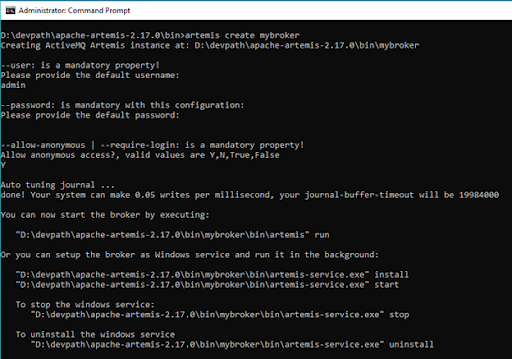 Administrator: Command Prompt
D:\devpath\apache-artemis-2.17.0\bin>artemis create mybroker
Creating ActiveMQ Artemis instance at: D:\devpath\apache-artemis-2.17.0\bin\mybroker
--user: is a mandatory property!
Please provide the default username:
admin
--password: is mandatory with this configuration:
Please provide the default password:
--allow-anonymous | --require-login: is a mandatory property!
Allow anonymous access?, valid values are Y,N,True,False
Y
Auto tuning journal ...
done! Your system can make 0.05 writes per millisecond, your journal-buffer-timeout will be 19984000
You can now start the broker by executing:
"D:\devpath\apache-artemis-2.17.0\bin\mybroker\bin\artemis" run
Or you can setup the broker as Windows service and run it in the background:
"D:\devpath\apache-artemis-2.17.0\bin\mybroker\bin\artemis-service.exe" install
"D:\devpath\apache-artemis-2.17.0\bin\mybroker\bin\artemis-service.exe" start
To stop the windows service:
"D:\devpath\apache-artemis-2.17.0\bin\mybroker\bin\artemis-service.exe" stop
To uninstall the windows service
"D:\devpath\apache-artemis-2.17.0\bin\mybroker\bin\artemis-service.exe" uninstall